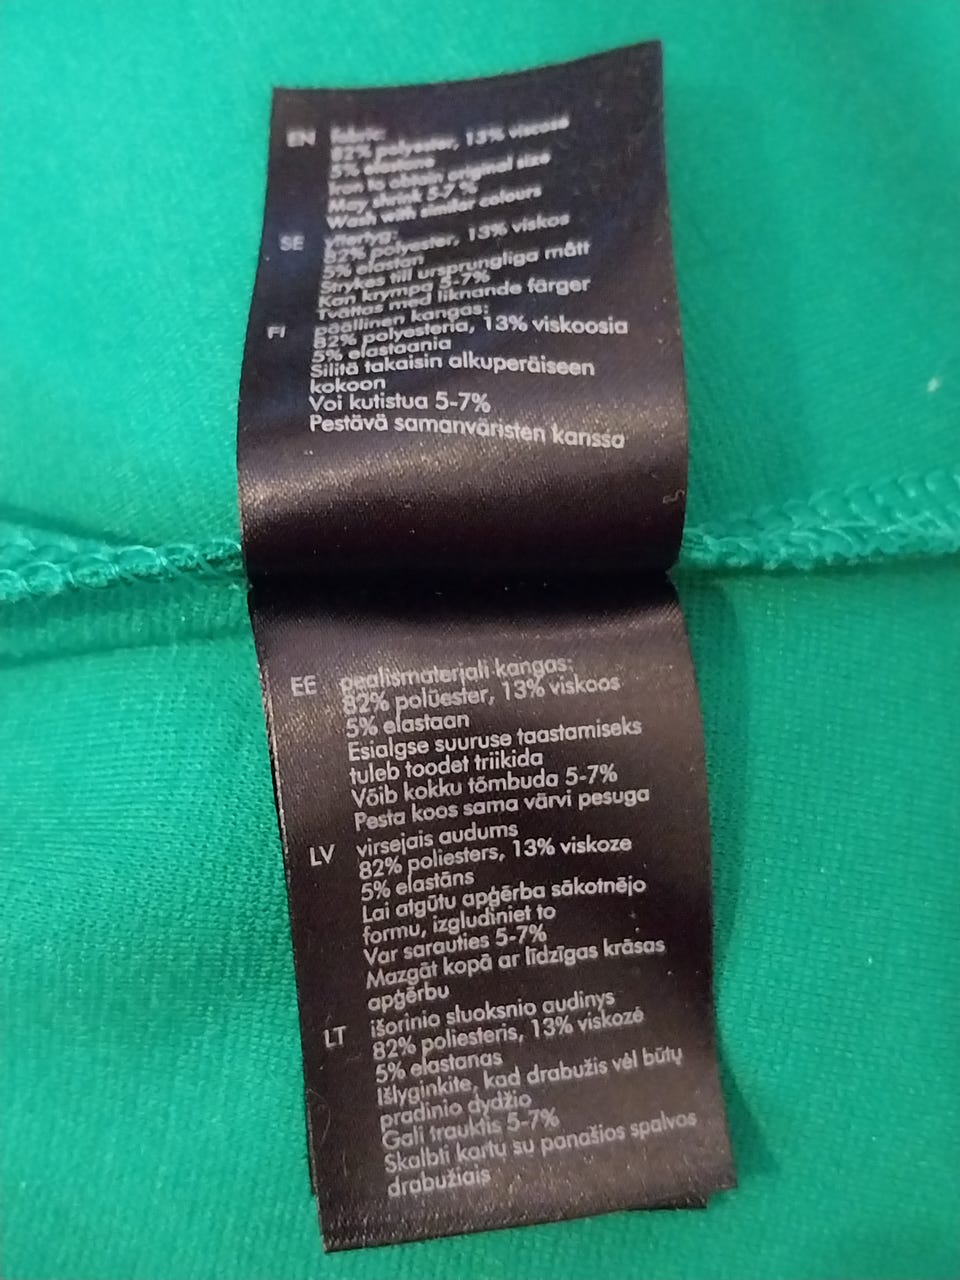 EN fabric:
82% polyester, 13% viscose
5% elastane
Iron to obtain original size
May shrink 5-7 %
Wash with similar colours
SE yttertyg:
82% polyester, 13% viskos
5% elastan
Strykes till ursprungliga mått
Kan krympa 5-7%
Tvättas med liknande färger
FI päällinen kangas:
82% polyesteria, 13% viskoosia
5% elastaania
Silitä takaisin alkuperäiseen
kokoon
Voi kutistua 5-7%
Pestävä samanväristen kanssa
EE pealismaterjali kangas:
82% polüester, 13% viskoos
5% elastaan
Esialgse suuruse taastamiseks
tuleb toodet triikida
Võib kokku tõmbuda 5-7%
Pesta koos sama värvi pesuga
LV virsejais audums
82% poliesters, 13% viskoze
5% elastāns
Lai atgūtu apģērba sākotnējo
formu, izgludiniet to
Var sarauties 5-7%
Mazgāt kopā ar līdzīgas krāsas
apģērbu
LT išorinio sluoksnio audinys
82% poliesteris, 13% viskozė
5% elastanas
Išlyginkite, kad drabužis vėl būtų
pradinio dydžio
Gali trauktis 5-7%
Skalbti kartu su panašios spalvos
drabužiais